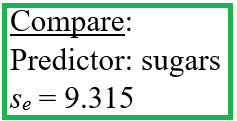 Compare:
Predictor: sugars
sₑ = 9.315